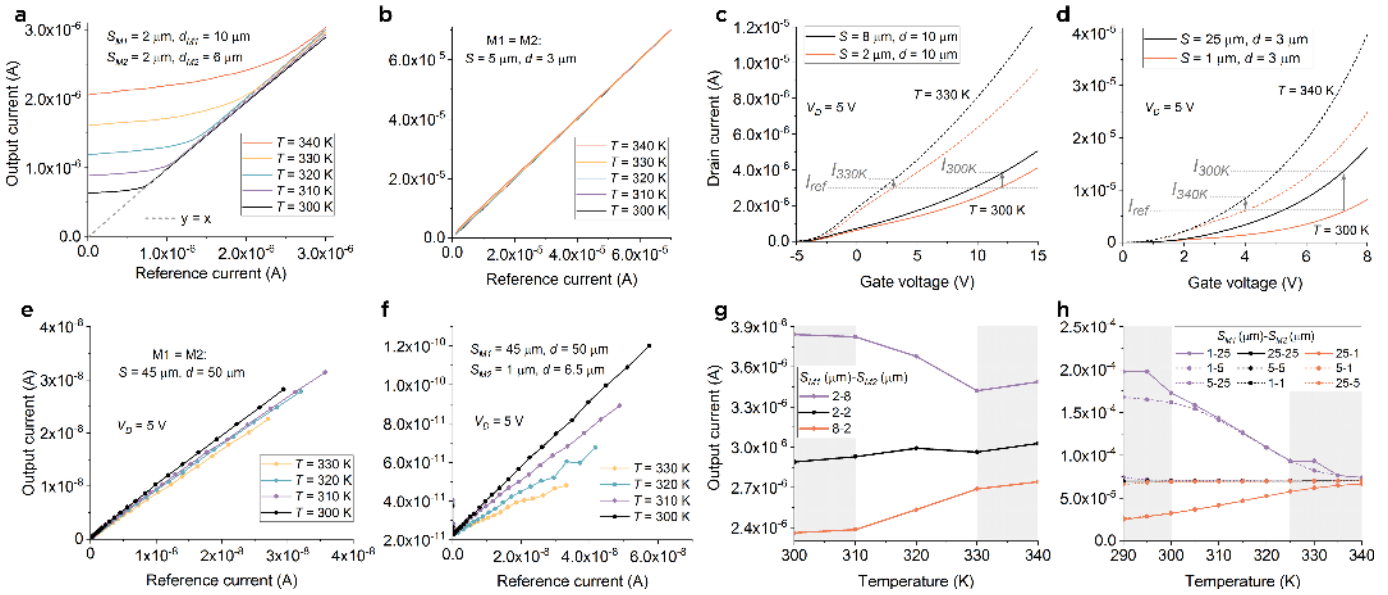 a
3.0x10⁻⁶
2.0x10⁻⁶
1.0x10⁻⁶
0.0
Output current (A)
S_M1 = 2 μm, d_M1 = 10 μm
S_M2 = 2 μm, d_M2 = 6 μm
T = 340 K
T = 330 K
T = 320 K
T = 310 K
T = 300 K
y = x
0.0
1.0x10⁻⁵
2.0x10⁻⁵
3.0x10⁻⁶
Reference current (A)
b
6.0x10⁻⁵
4.0x10⁻⁵
2.0x10⁻⁵
0.0
M1 = M2:
S = 5 μm, d = 3 μm
T = 340 K
T = 330 K
T = 320 K
T = 310 K
T = 300 K
0.0
2.0x10⁻⁵
4.0x10⁻⁵
6.0x10⁻⁵
Reference current (A)
c
1.2x10⁻⁵
1.0x10⁻⁵
8.0x10⁻⁶
6.0x10⁻⁶
4.0x10⁻⁶
2.0x10⁻⁶
0.0
Drain current (A)
S = 8 μm, d = 10 μm
S = 2 μm, d = 10 μm
V_D = 5 V
T = 330 K
I_330K
I_300K
I_ref
T = 300 K
-5
0
5
10
15
Gate voltage (V)
d
4x10⁻⁵
3x10⁻⁵
2x10⁻⁵
1x10⁻⁵
0
S = 25 μm, d = 3 μm
S = 1 μm, d = 3 μm
V_D = 5 V
T = 340 K
I_300K
I_340K
I_ref
T = 300 K
0
2
4
6
8
Gate voltage (V)
e
4x10⁻⁸
3x10⁻⁸
2x10⁻⁸
1x10⁻⁸
0
Output current (A)
M1 = M2:
S = 45 μm. d = 50 μm
V_D = 5 V
T = 330 K
T = 320 K
T = 310 K
T = 300 K
0
1x10⁻⁸
2x10⁻⁸
3x10⁻⁸
4x10⁻⁸
Reference current (A)
f
1.2x10⁻¹⁰
1.0x10⁻¹⁰
8.0x10⁻¹¹
6.0x10⁻¹¹
4.0x10⁻¹¹
2.0x10⁻¹¹
S_M1 = 45 μm, d = 50 μm
S_M2 = 1 μm, d = 6.5 μm
V_D = 5 V
T = 330 K
T = 320 K
T = 310 K
T = 300 K
0.0
2.0x10⁻⁸
4.0x10⁻⁸
6.0x10⁻⁸
Reference current (A)
g
3.9x10⁻⁶
3.6x10⁻⁶
3.3x10⁻⁶
3.0x10⁻⁶
2.7x10⁻⁶
2.4x10⁻⁶
Output current (A)
S_M1 (μm)-S_M2 (μm)
2-8
2-2
8-2
300
310
320
330
340
Temperature (K)
h
2.5x10⁻⁴
2.0x10⁻⁴
1.5x10⁻⁴
1.0x10⁻⁴
5.0x10⁻⁵
0.0
S_M1 (μm)-S_M2 (μm)
1-25 25-25 25-1
1-5 5-5 5-1
5-25 1-1 25-5
290
300
310
320
330
340
Temperature (K)